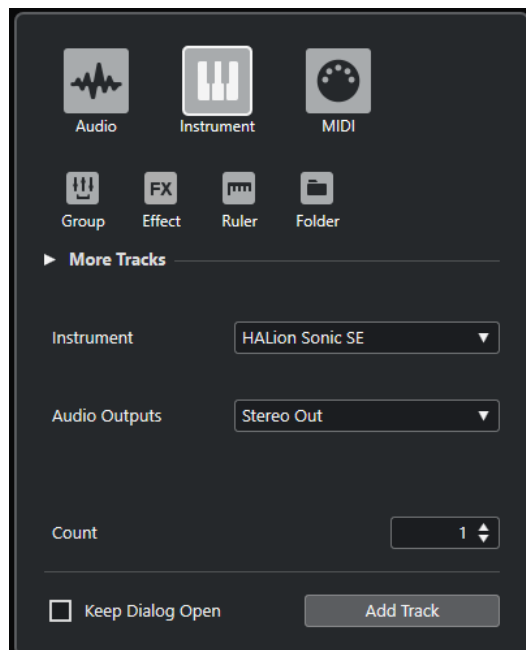 Audio Instrument MIDI
FX
Group Effect Ruler Folder
More Tracks
Instrument HALion Sonic SE
Audio Outputs Stereo Out
Count 1
Keep Dialog Open Add Track